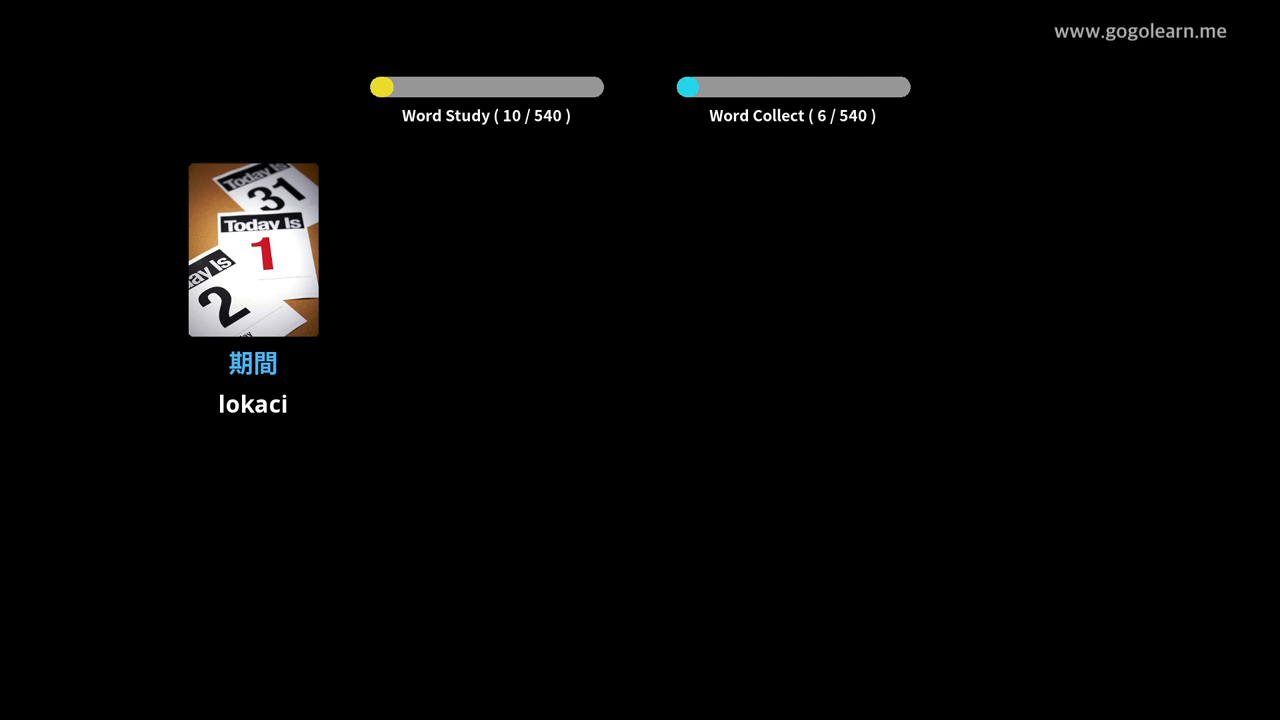 www.gogolearn.me
Word Study ( 10 / 540 )
Word Collect ( 6 / 540 )
Today Is
31
Today Is
1
ay Is
2
期間
lokaci